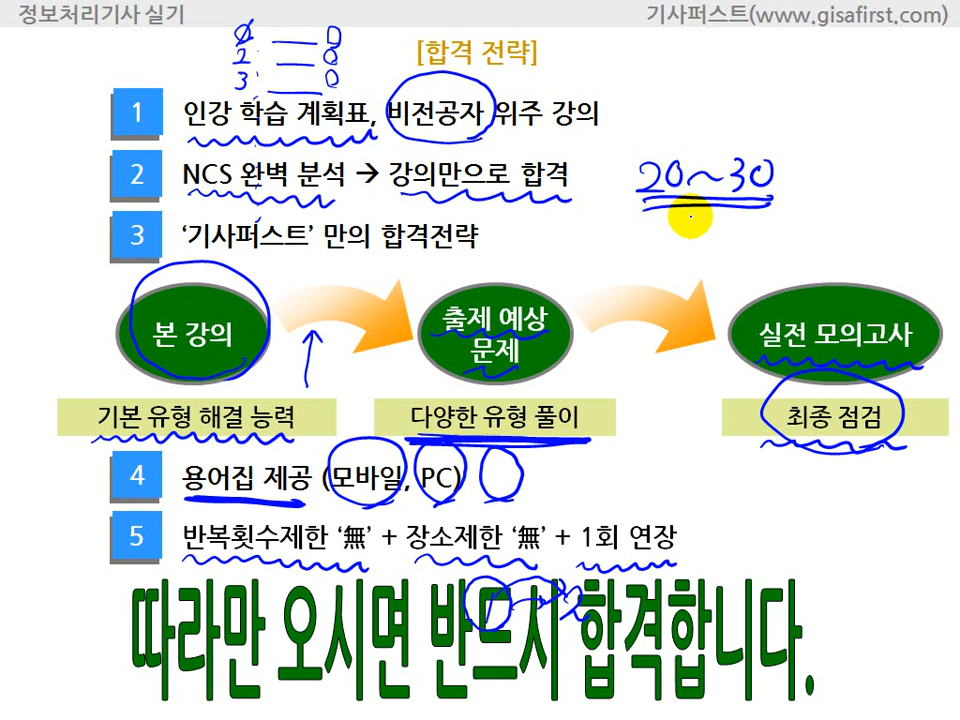 정보처리기사 실기
기사퍼스트(www.gisafirst.com)
[합격 전략]
1 인강 학습 계획표, 비전공자 위주 강의
2 NCS 완벽 분석 → 강의만으로 합격
20~30
3 '기사퍼스트' 만의 합격전략
본 강의
출제 예상
문제
실전 모의고사
기본 유형 해결 능력
다양한 유형 풀이
최종 점검
4 용어집 제공 (모바일, PC)
5 반복횟수제한 '無' + 장소제한 '無' + 1회 연장
따라만 오시면 반드시 합격합니다.